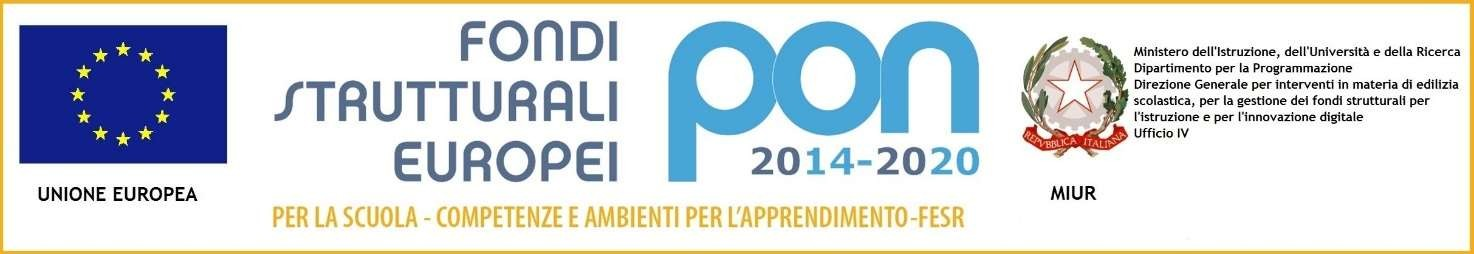 UNIONE EUROPEA
FONDI
STRUTTURALI
EUROPEI
pon
2014-2020
PER LA SCUOLA - COMPETENZE E AMBIENTI PER L'APPRENDIMENTO-FESR
REPVBBLICA ITALIANA
MIUR
Ministero dell'Istruzione, dell'Università e della Ricerca
Dipartimento per la Programmazione
Direzione Generale per interventi in materia di edilizia
scolastica, per la gestione dei fondi strutturali per
l'istruzione e per l'innovazione digitale
Ufficio IV